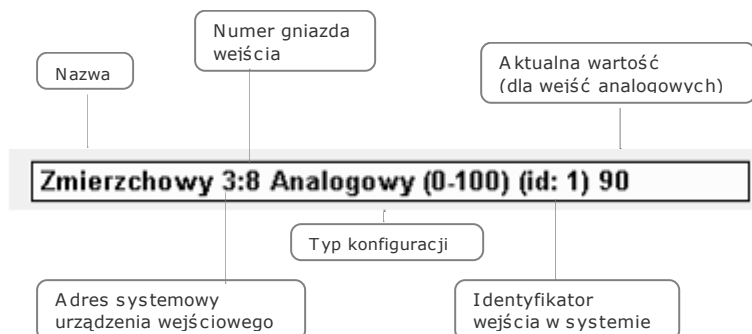 Numer gniazda
wejścia
Nazwa
Aktualna wartość
(dla wejść analogowych)
Zmierzchowy 3:8 Analogowy (0-100) (id: 1) 90
Typ konfiguracji
Adres systemowy
urządzenia wejściowego
Identyfikator
wejścia w systemie